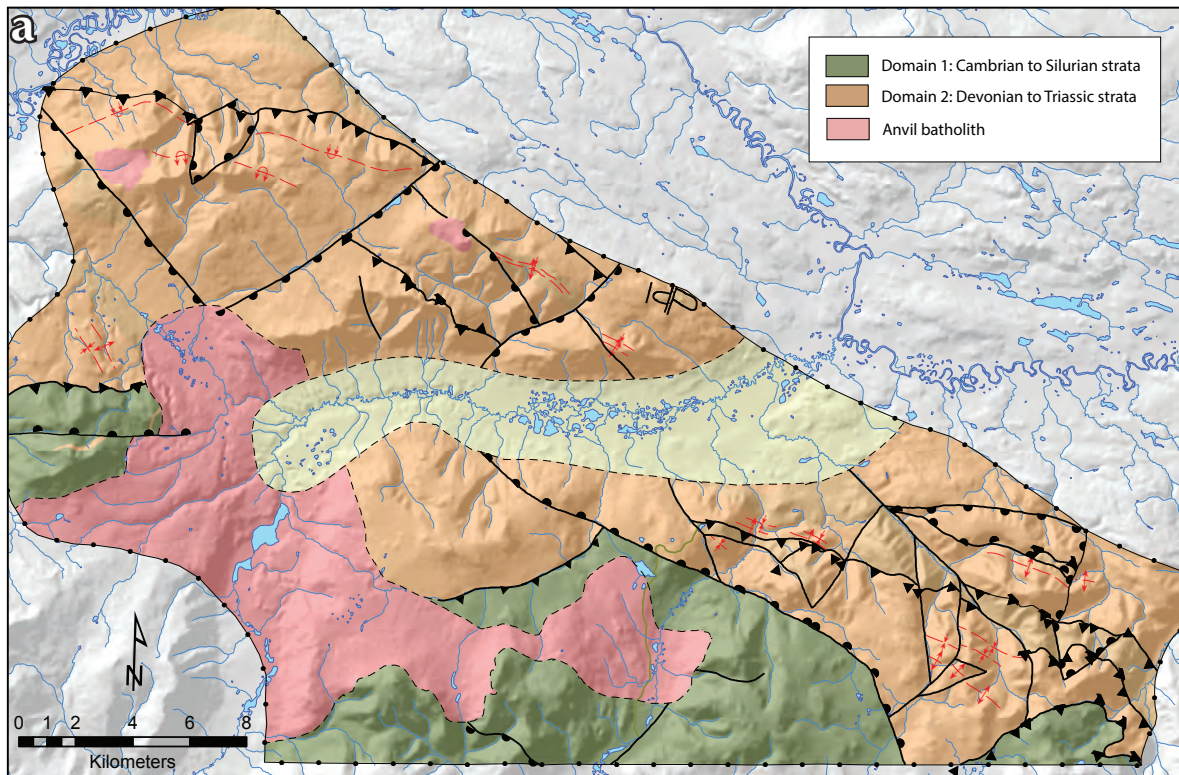 a
Domain 1: Cambrian to Silurian strata
Domain 2: Devonian to Triassic strata
Anvil batholith
N
0 1 2 4 6 8
Kilometers